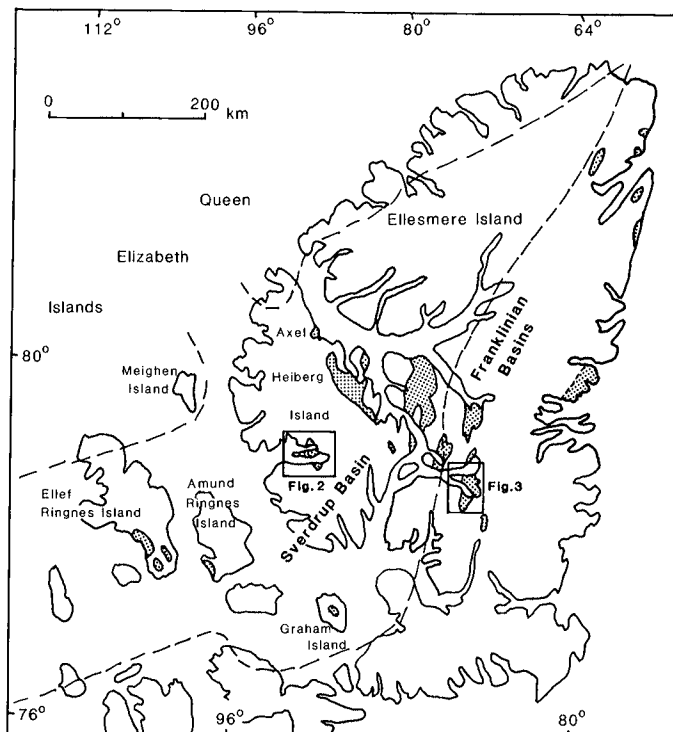 112° 96° 80° 64°
0 200 km
Queen
Ellesmere Island
Elizabeth
Islands
Franklinian
Basins
Axel
80°
Meighen
Island
Heiberg
Island
Fig.2
Fig.3
Sverdrup Basin
Ellef
Ringnes Island
Amund
Ringnes
Island
Graham
Island
76°
96° 80°